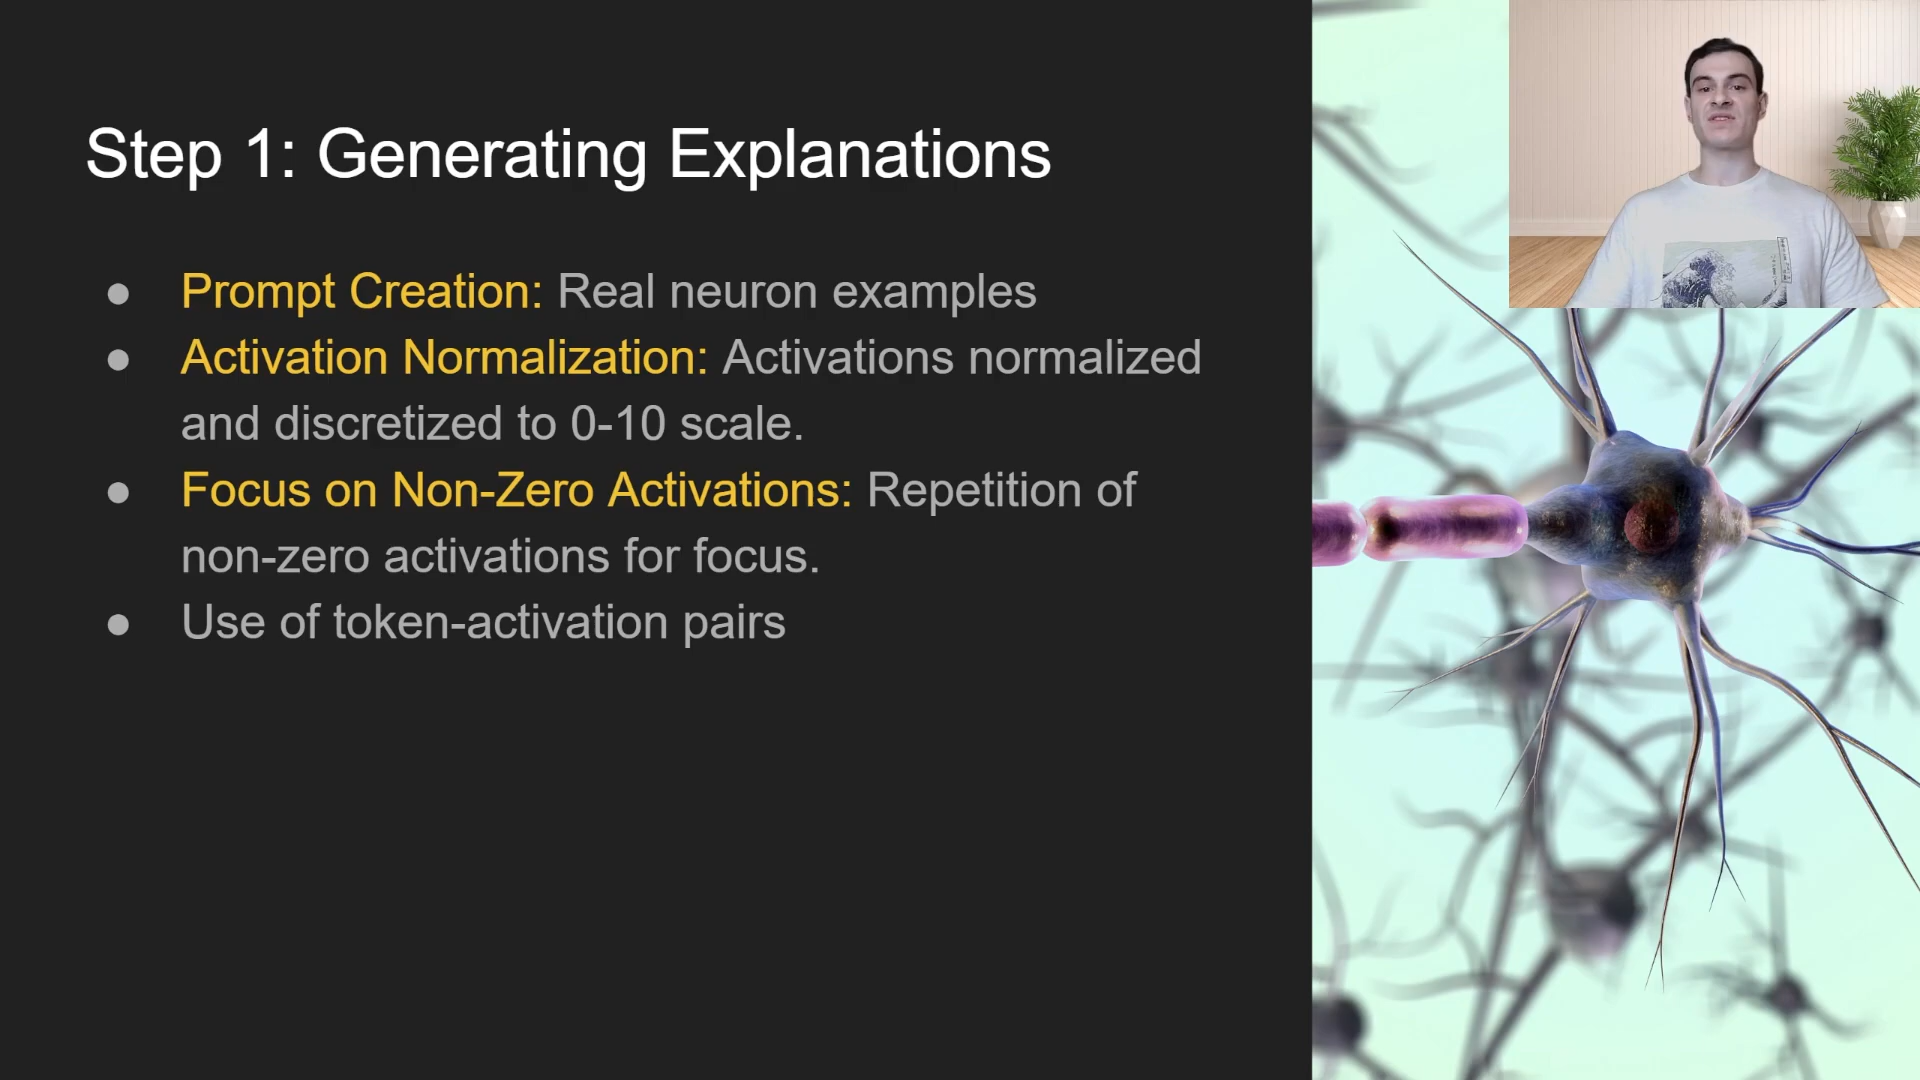 Step 1: Generating Explanations
● Prompt Creation: Real neuron examples
● Activation Normalization: Activations normalized
and discretized to 0-10 scale.
● Focus on Non-Zero Activations: Repetition of
non-zero activations for focus.
● Use of token-activation pairs